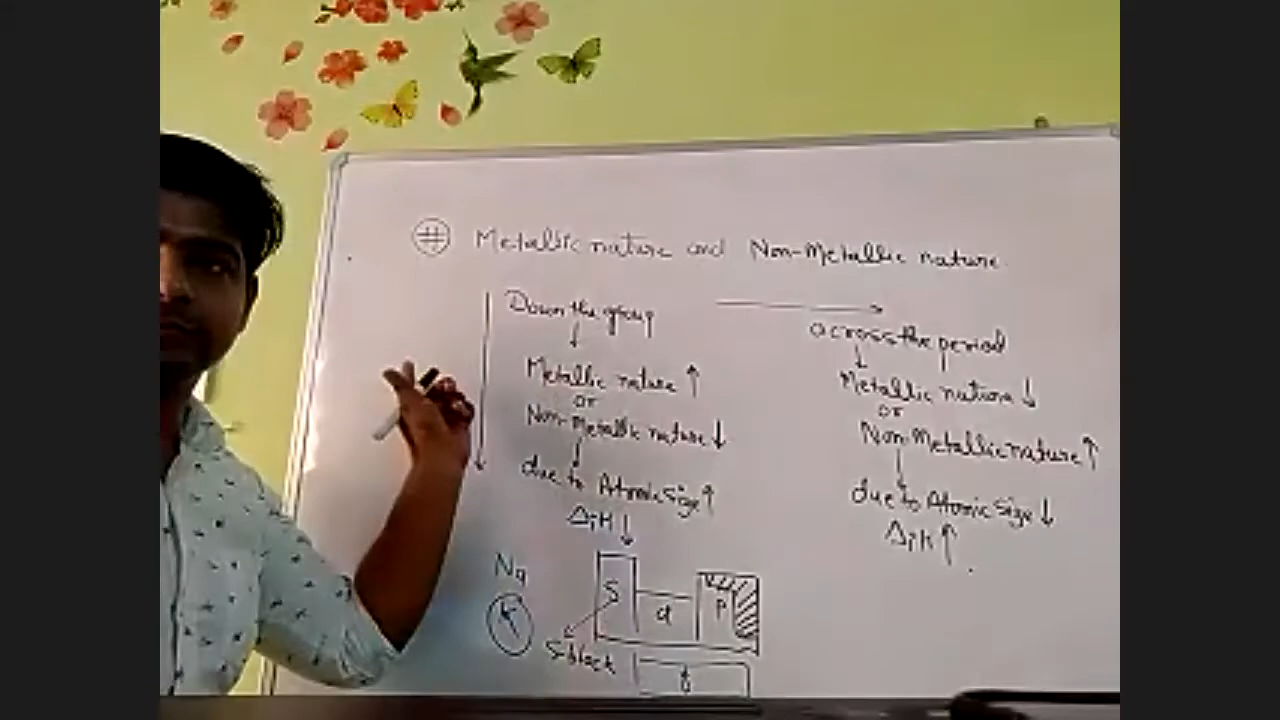 # Metallic nature and Non-Metallic nature
Down the group
↓
Metallic nature ↑
or
Non-Metallic nature ↓
↓
due to Atomic size ↑
ΔiH ↓
across the period
↓
Metallic nature ↓
or
Non-Metallic nature ↑
↓
due to Atomic size ↓
ΔiH ↑
Na
S
d
P
S-block
f